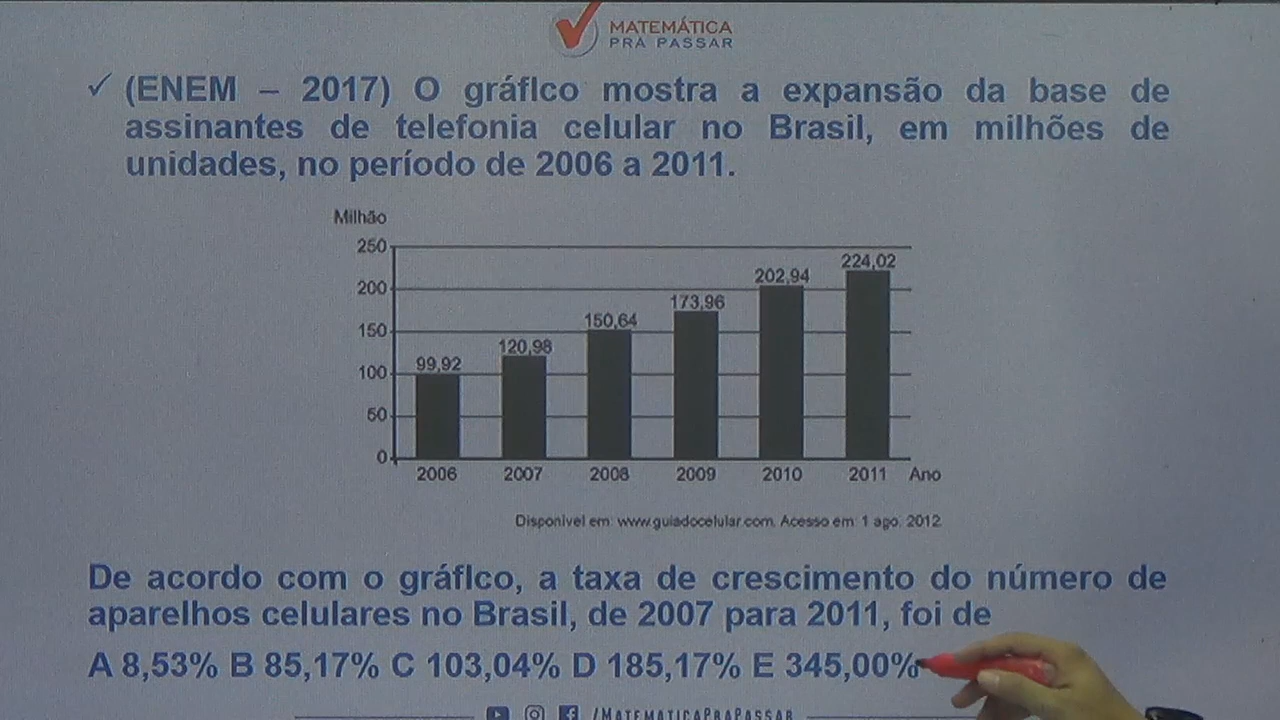 MATEMÁTICA
PRA PASSAR
✓ (ENEM – 2017) O gráfIco mostra a expansão da base de
assinantes de telefonia celular no Brasil, em milhões de
unidades, no período de 2006 a 2011.
Milhão
250
200
150
100
50
0
99,92
120,98
150,64
173,96
202,94
224,02
2006 2007 2008 2009 2010 2011 Ano
Disponível em: www.guiadocelular.com. Acesso em: 1 ago. 2012
De acordo com o gráfIco, a taxa de crescimento do número de
aparelhos celulares no Brasil, de 2007 para 2011, foi de
A 8,53% B 85,17% C 103,04% D 185,17% E 345,00%
/MATEMATICAPRAPASSAR